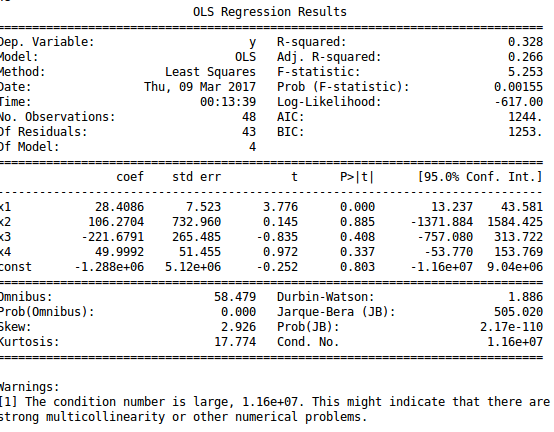 OLS Regression Results
==============================================================================
Dep. Variable:                      y   R-squared:                       0.328
Model:                            OLS   Adj. R-squared:                  0.266
Method:                 Least Squares   F-statistic:                     5.253
Date:                Thu, 09 Mar 2017   Prob (F-statistic):            0.00155
Time:                        00:13:39   Log-Likelihood:                -617.00
No. Observations:                  48   AIC:                             1244.
Df Residuals:                      43   BIC:                             1253.
Df Model:                           4
==============================================================================
coef    std err          t      P>|t|      [95.0% Conf. Int.]
------------------------------------------------------------------------------
x1            28.4086      7.523      3.776      0.000        13.237    43.581
x2           106.2704    732.960      0.145      0.885     -1371.884  1584.425
x3          -221.6791    265.485     -0.835      0.408      -757.080   313.722
x4            49.9992     51.455      0.972      0.337       -53.770   153.769
const      -1.288e+06   5.12e+06     -0.252      0.803     -1.16e+07  9.04e+06
==============================================================================
Omnibus:                       58.479   Durbin-Watson:                   1.886
Prob(Omnibus):                  0.000   Jarque-Bera (JB):              505.020
Skew:                           2.926   Prob(JB):                    2.17e-110
Kurtosis:                      17.774   Cond. No.                     1.16e+07
==============================================================================
Warnings:
[1] The condition number is large, 1.16e+07. This might indicate that there are
strong multicollinearity or other numerical problems.